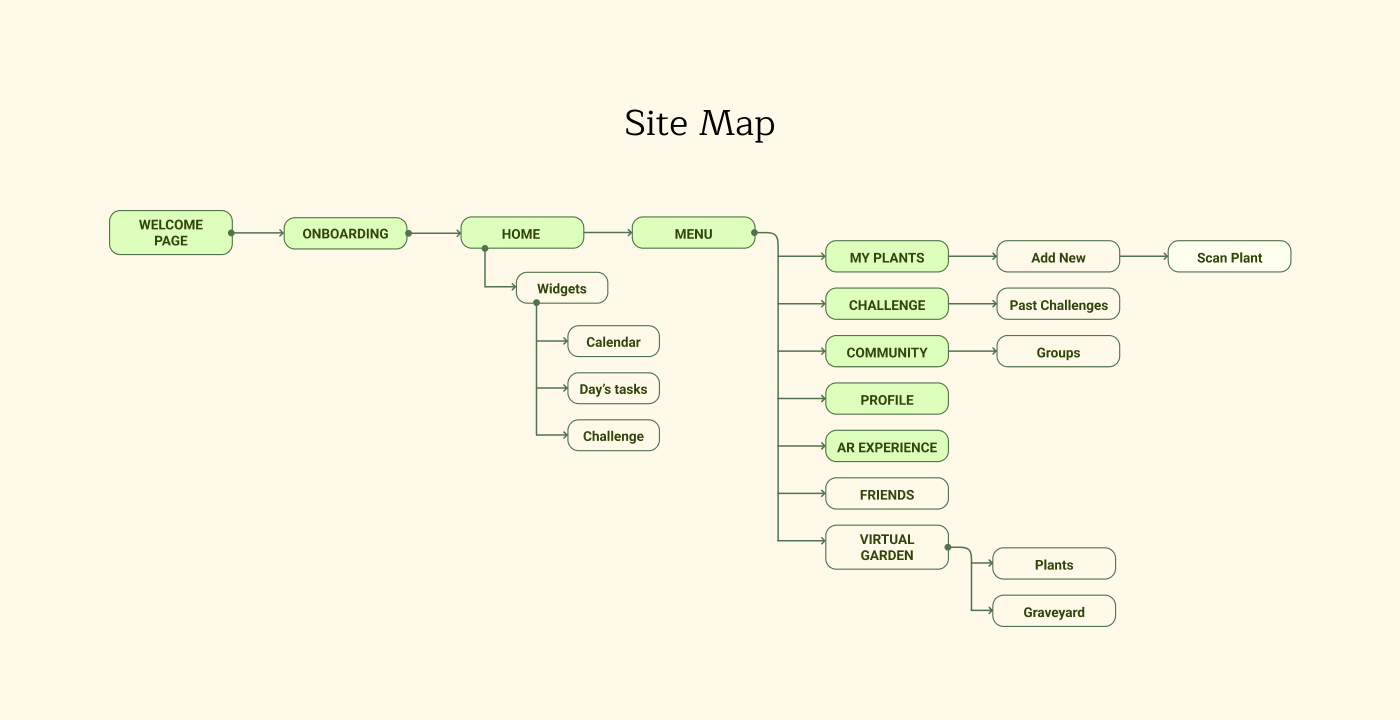 Site Map
WELCOME
PAGE
ONBOARDING
HOME
MENU
Widgets
Calendar
Day’s tasks
Challenge
MY PLANTS
Add New
Scan Plant
CHALLENGE
Past Challenges
COMMUNITY
Groups
PROFILE
AR EXPERIENCE
FRIENDS
VIRTUAL
GARDEN
Plants
Graveyard